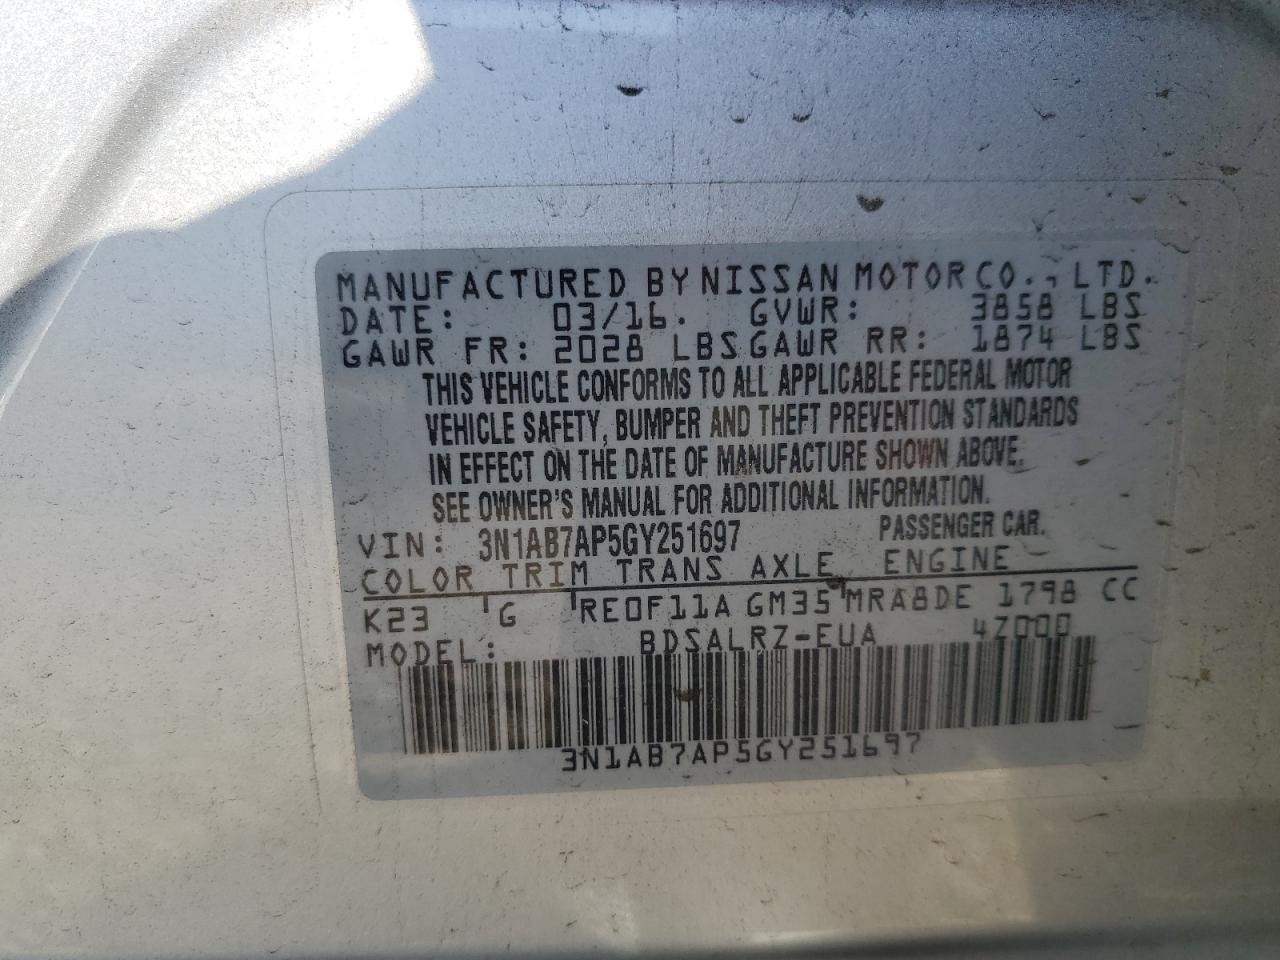 MANUFACTURED BY NISSAN MOTOR CO., LTD.
DATE: 03/16. GVWR: 3858 LBS
GAWR FR: 2028 LBS GAWR RR: 1874 LBS
THIS VEHICLE CONFORMS TO ALL APPLICABLE FEDERAL MOTOR
VEHICLE SAFETY, BUMPER AND THEFT PREVENTION STANDARDS
IN EFFECT ON THE DATE OF MANUFACTURE SHOWN ABOVE.
SEE OWNER'S MANUAL FOR ADDITIONAL INFORMATION.
VIN: 3N1AB7AP5GY251697 PASSENGER CAR.
COLOR TRIM TRANS AXLE ENGINE
K23 G RE0F11A GM35 MRA8DE 1798 CC
MODEL: BDSALRZ-EUA 4Z000
3N1AB7AP5GY251697